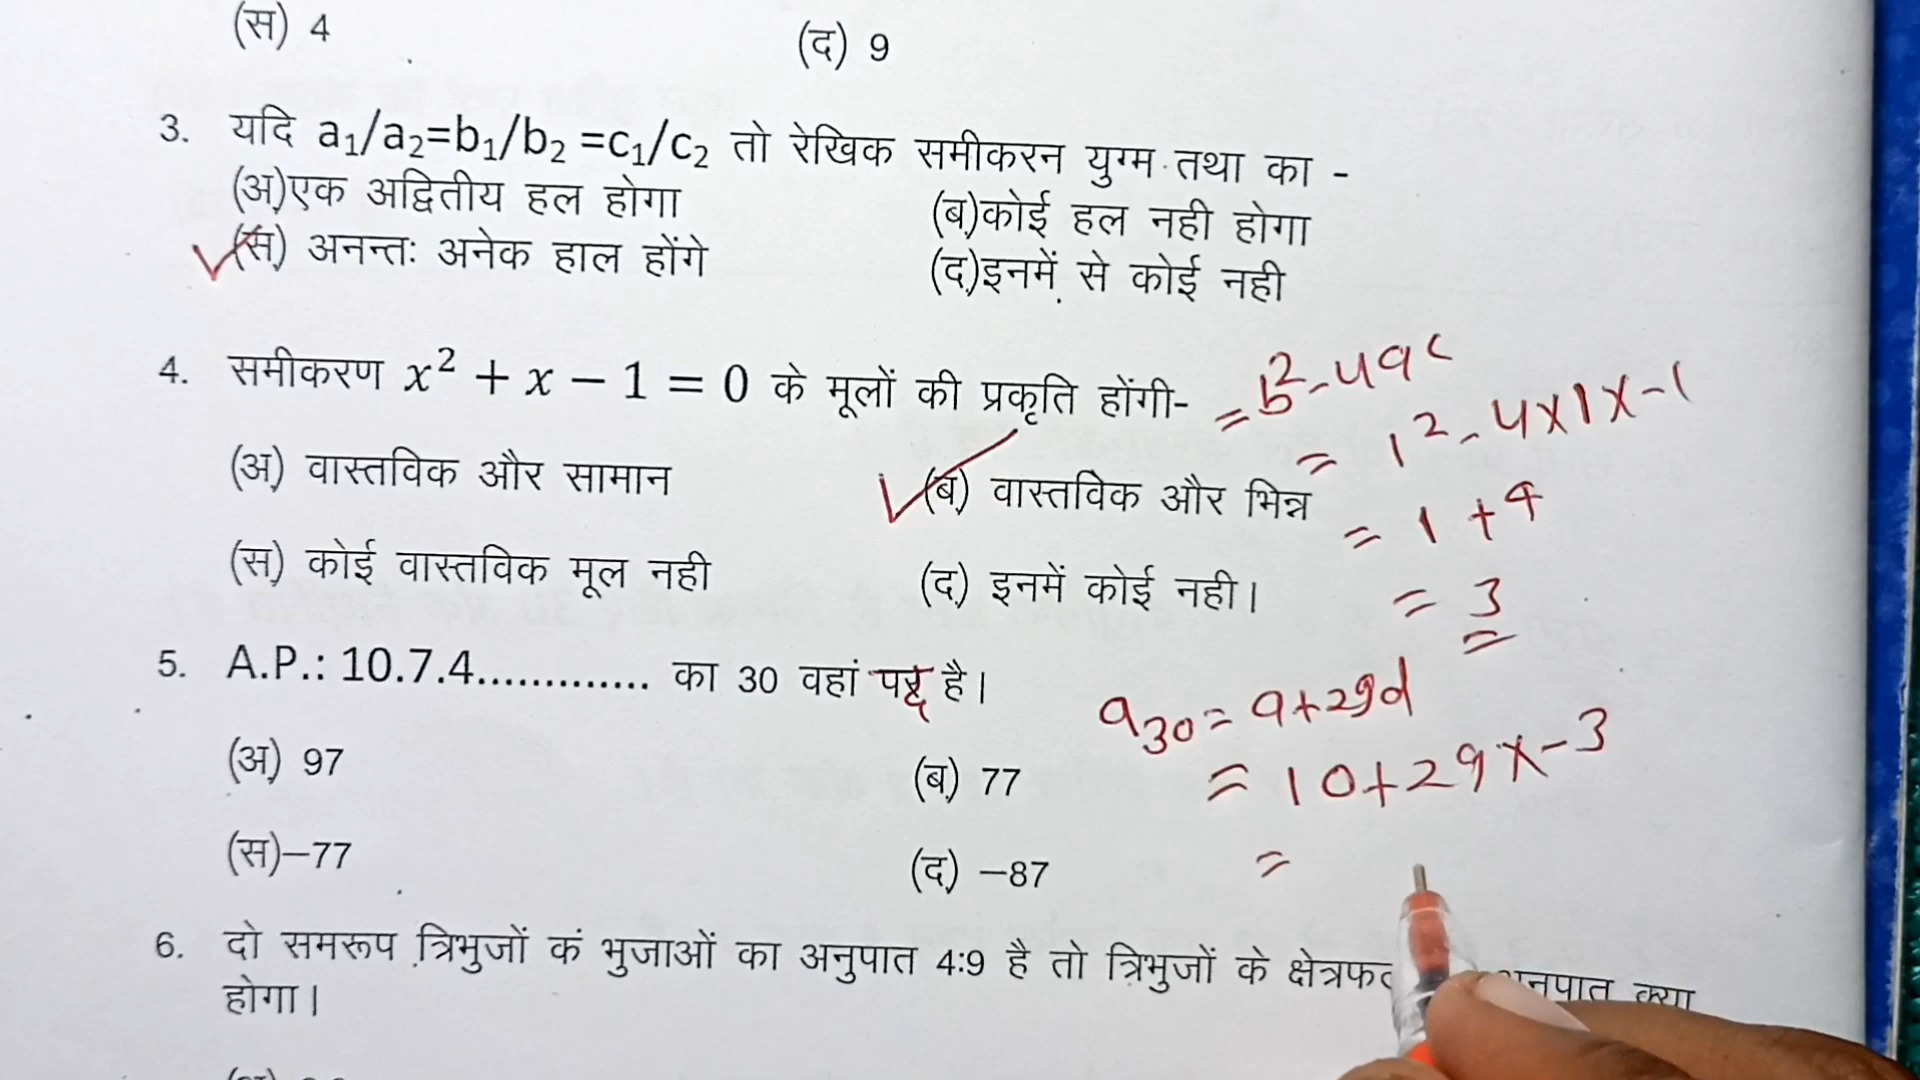 (स) 4 (द) 9
3. यदि a₁/a₂=b₁/b₂ =c₁/c₂ तो रेखिक समीकरन युग्म तथा का -
(अ)एक अद्वितीय हल होगा (ब)कोई हल नही होगा
(स) अनन्तः अनेक हाल होंगे (द)इनमें से कोई नही
4. समीकरण x² + x − 1 = 0 के मूलों की प्रकृति होंगी-
= b²-4ac
= 1²-4×1×-1
(अ) वास्तविक और सामान (ब) वास्तविक और भिन्न
= 1+4
(स) कोई वास्तविक मूल नही (द) इनमें कोई नही।
= 3
5. A.P.: 10.7.4............. का 30 वहां पद है।
a₃₀ = a+29d
= 10+29×-3
=
(अ) 97 (ब) 77
(स)–77 (द) –87
6. दो समरूप त्रिभुजों कं भुजाओं का अनुपात 4:9 है तो त्रिभुजों के क्या
होगा।